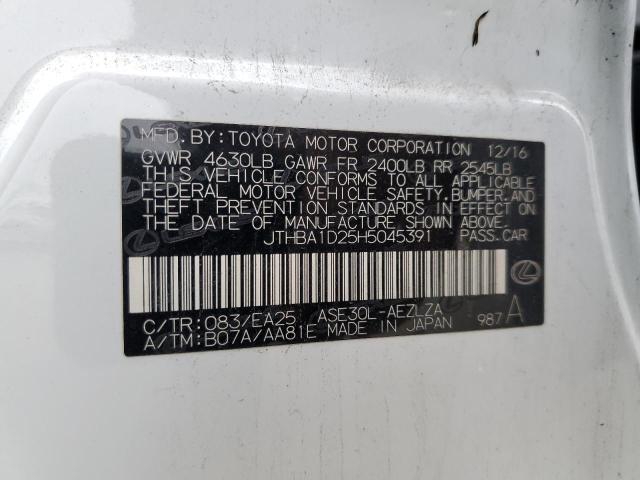 MFD. BY: TOYOTA MOTOR CORPORATION 12/16
GVWR 4630LB GAWR FR 2400LB RR 2545LB
THIS VEHICLE CONFORMS TO ALL APPLICABLE
FEDERAL MOTOR VEHICLE SAFETY, BUMPER, AND
THEFT PREVENTION STANDARDS IN EFFECT ON
THE DATE OF MANUFACTURE SHOWN ABOVE.
JTHBA1D25H5045391 PASS.CAR
C/TR: 083/EA25 ASE30L-AEZLZA
A/TM: B07A/AA81E MADE IN JAPAN 987 A